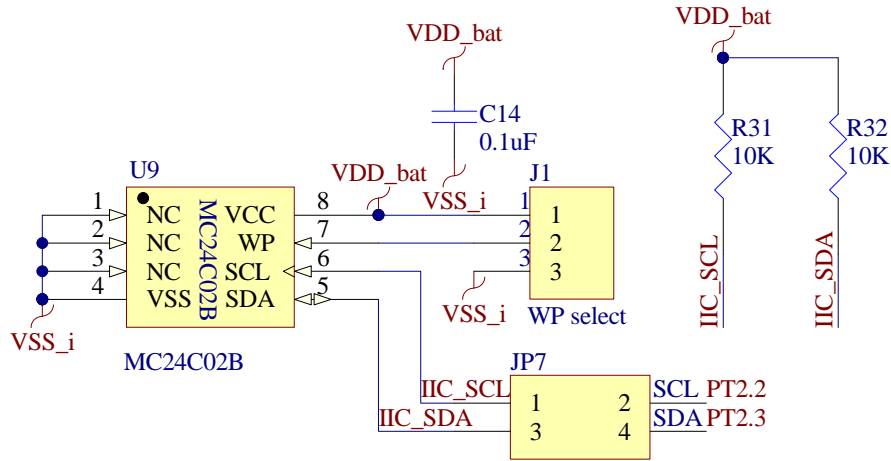 VDD_bat
VDD_bat
C14
0.1uF
R31
10K
R32
10K
VDD_bat
VSS_i
U9
J1
1
NC
VCC
8
1
1
2
NC
WP
7
2
2
3
NC
SCL
6
3
3
4
VSS
SDA
5
MC24C02B
VSS_i
VSS_i
WP select
IIC_SCL
IIC_SDA
MC24C02B
JP7
IIC_SCL
1
2
SCL
PT2.2
IIC_SDA
3
4
SDA
PT2.3